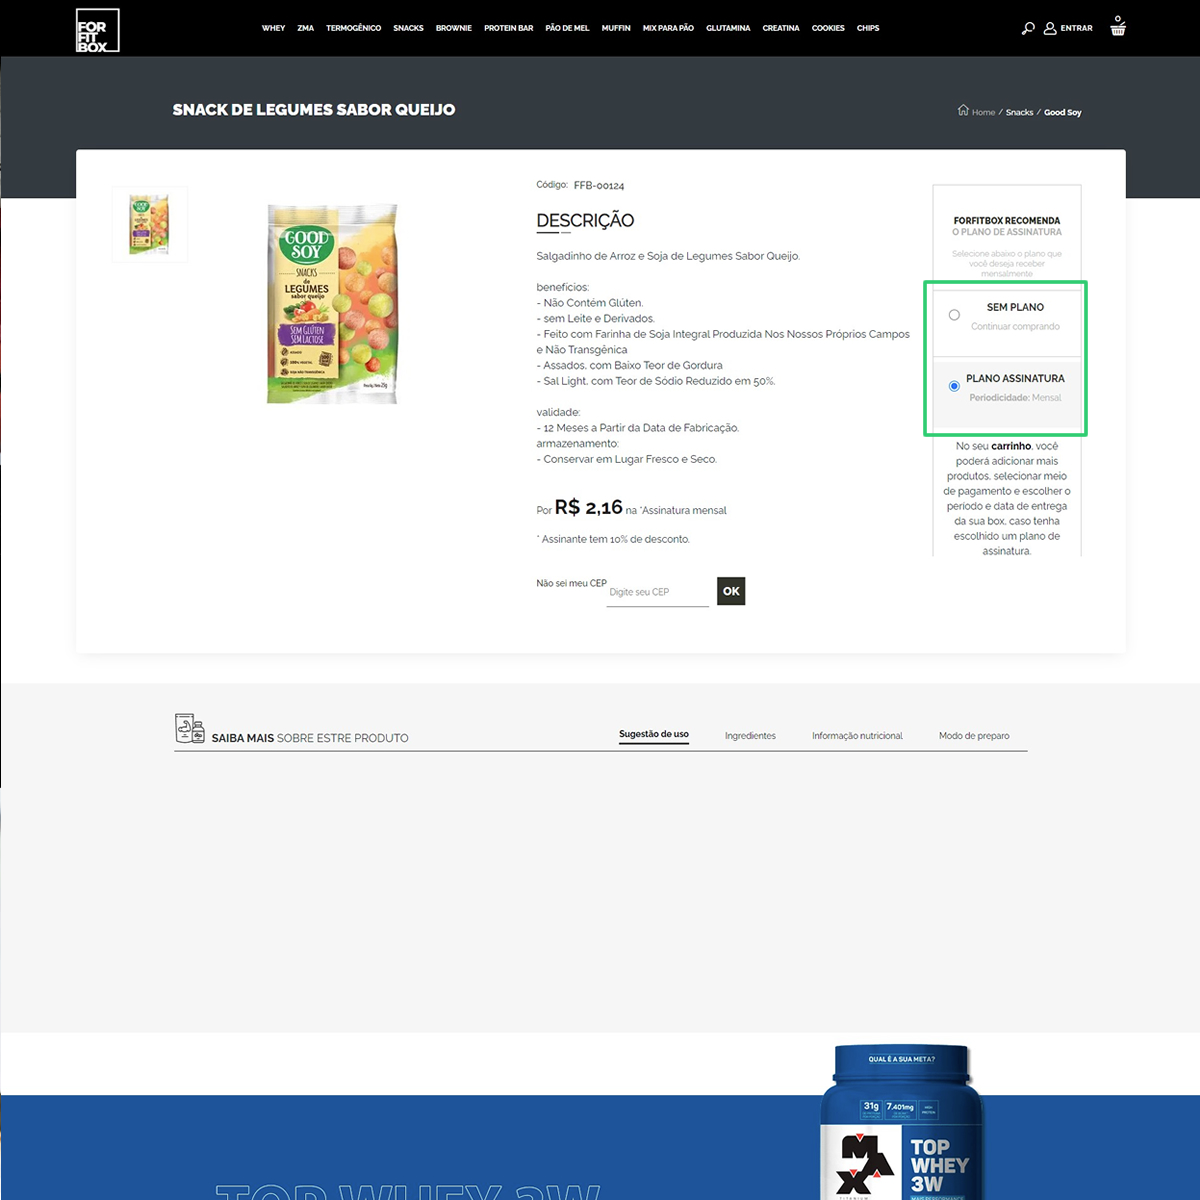 FOR
FIT
BOX
WHEY ZMA TERMOGÊNICO SNACKS BROWNIE PROTEIN BAR PÃO DE MEL MUFFIN MIX PARA PÃO GLUTAMINA CREATINA COOKIES CHIPS
ENTRAR
0
SNACK DE LEGUMES SABOR QUEIJO
Home / Snacks / Good Soy
GOOD
SOY
SNACKS
de
LEGUMES
sabor queijo
SEM GLÚTEN
SEM LACTOSE
Código: FFB-00124
DESCRIÇÃO
Salgadinho de Arroz e Soja de Legumes Sabor Queijo.
benefícios:
- Não Contém Glúten.
- sem Leite e Derivados.
- Feito com Farinha de Soja Integral Produzida Nos Nossos Próprios Campos
e Não Transgênica
- Assados, com Baixo Teor de Gordura
- Sal Light, com Teor de Sódio Reduzido em 50%.
validade:
- 12 Meses a Partir da Data de Fabricação.
armazenamento:
- Conservar em Lugar Fresco e Seco.
Por R$ 2,16 na *Assinatura mensal
* Assinante tem 10% de desconto.
Não sei meu CEP
Digite seu CEP
OK
FORFITBOX RECOMENDA
O PLANO DE ASSINATURA
Selecione abaixo o plano que
você deseja receber
mensalmente
SEM PLANO
Continuar comprando
PLANO ASSINATURA
Periodicidade: Mensal
No seu carrinho, você
poderá adicionar mais
produtos, selecionar meio
de pagamento e escolher o
período e data de entrega
da sua box, caso tenha
escolhido um plano de
assinatura.
SAIBA MAIS SOBRE ESTRE PRODUTO
Sugestão de uso
Ingredientes
Informação nutricional
Modo de preparo
QUAL É A SUA META?
31g
7.401mg
MAX
TITANIUM
TOP
WHEY
3W
MAIS PERFORMANCE
TOP WHEY 3W